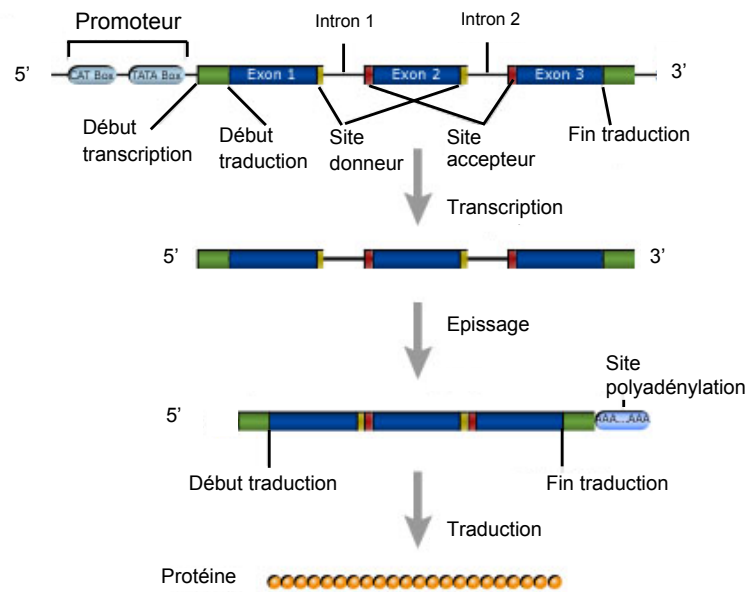 Promoteur
Intron 1
Intron 2
5’
CAT Box
TATA Box
Exon 1
Exon 2
Exon 3
3’
Début
transcription
Début
traduction
Site
donneur
Site
accepteur
Fin traduction
Transcription
5’
3’
Epissage
Site
polyadénylation
5’
AAA...AAA
Début traduction
Fin traduction
Traduction
Protéine